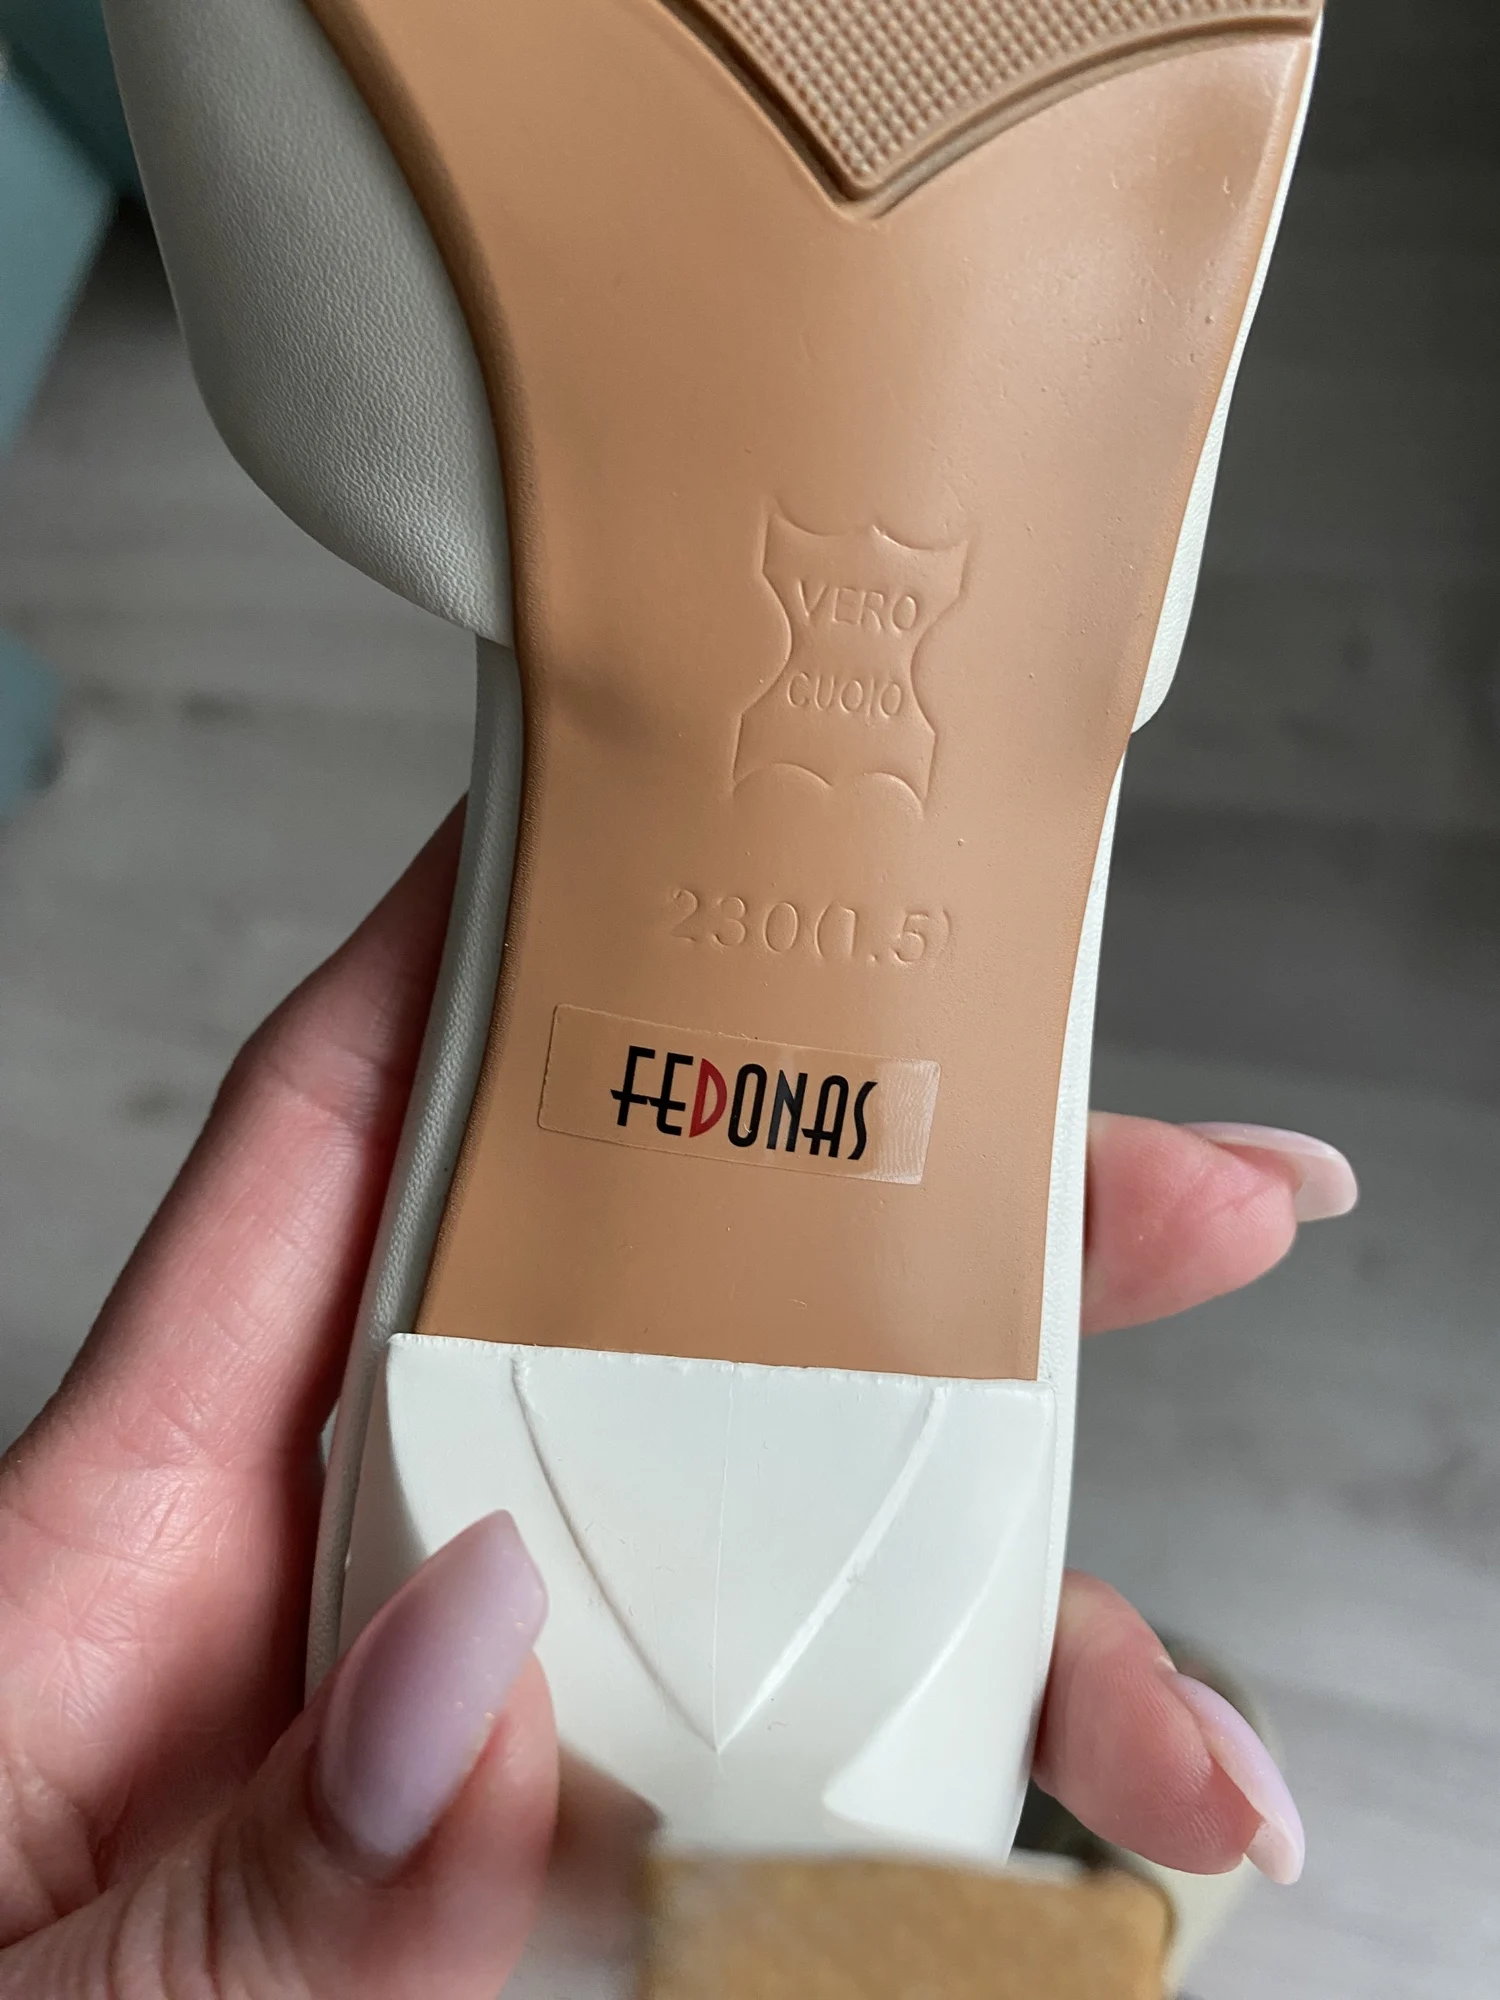 VERO
CUOIO
230(1.5)
FEDONAS